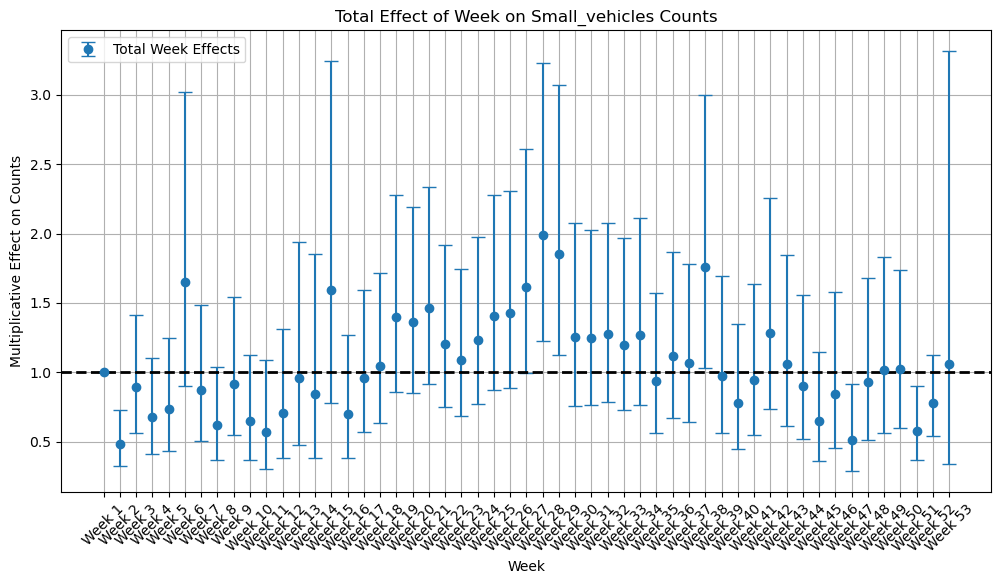 Total Effect of Week on Small_vehicles Counts
Total Week Effects
Multiplicative Effect on Counts
3.0
2.5
2.0
1.5
1.0
0.5
Week 1
Week 2
Week 3
Week 4
Week 5
Week 6
Week 7
Week 8
Week 9
Week 10
Week 11
Week 12
Week 13
Week 14
Week 15
Week 16
Week 17
Week 18
Week 19
Week 20
Week 21
Week 22
Week 23
Week 24
Week 25
Week 26
Week 27
Week 28
Week 29
Week 30
Week 31
Week 32
Week 33
Week 34
Week 35
Week 36
Week 37
Week 38
Week 39
Week 40
Week 41
Week 42
Week 43
Week 44
Week 45
Week 46
Week 47
Week 48
Week 49
Week 50
Week 51
Week 52
Week 53
Week